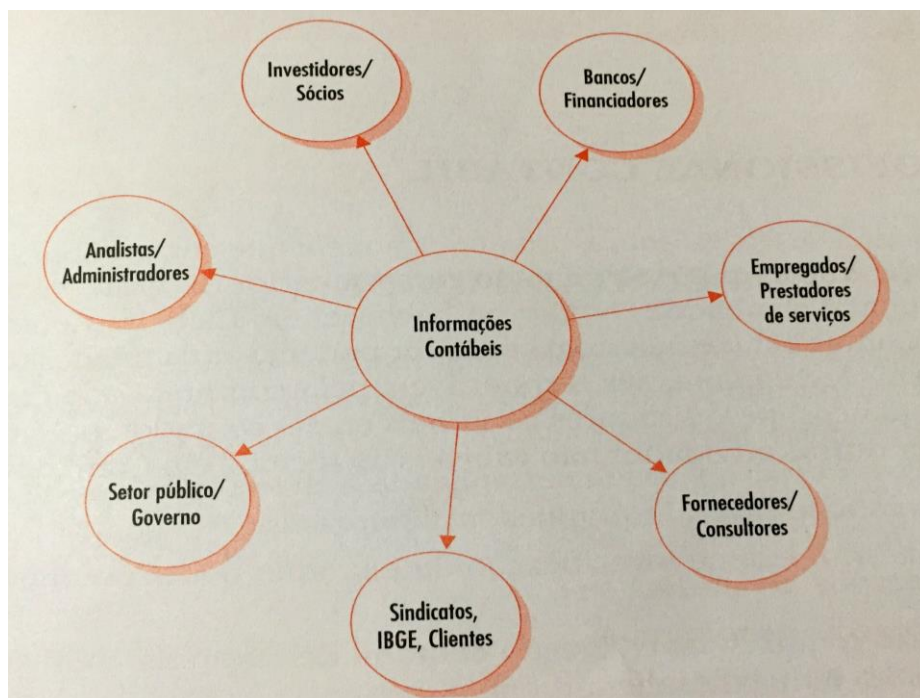 Investidores/
Sócios
Bancos/
Financiadores
Analistas/
Administradores
Empregados/
Prestadores
de serviços
Informações
Contábeis
Setor público/
Governo
Fornecedores/
Consultores
Sindicatos,
IBGE, Clientes